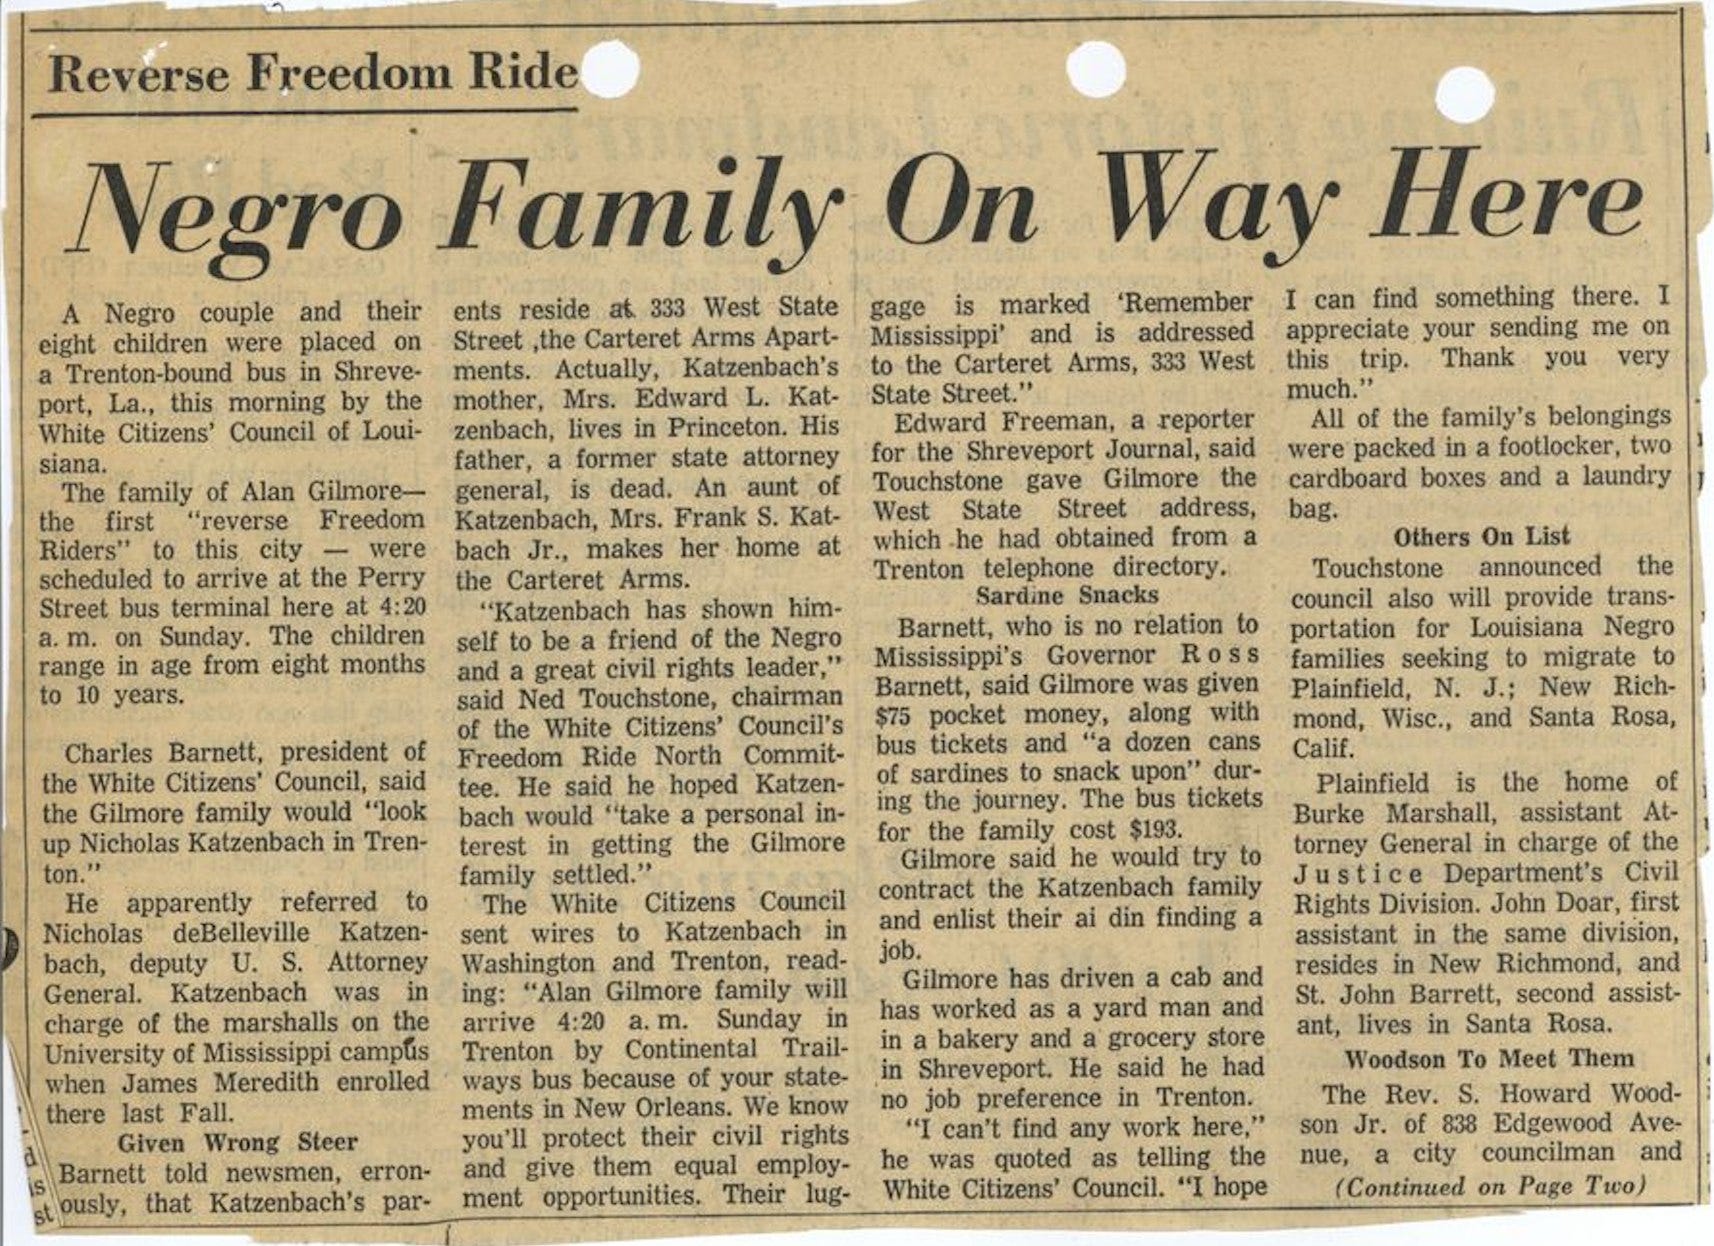 Reverse Freedom Ride
Negro Family On Way Here
A Negro couple and their
eight children were placed on
a Trenton-bound bus in Shreve-
port, La., this morning by the
White Citizens' Council of Loui-
siana.
The family of Alan Gilmore—
the first "reverse Freedom
Riders" to this city — were
scheduled to arrive at the Perry
Street bus terminal here at 4:20
a. m. on Sunday. The children
range in age from eight months
to 10 years.
Charles Barnett, president of
the White Citizens' Council, said
the Gilmore family would "look
up Nicholas Katzenbach in Tren-
ton."
He apparently referred to
Nicholas deBelleville Katzen-
bach, deputy U. S. Attorney
General. Katzenbach was in
charge of the marshalls on the
University of Mississippi campus
when James Meredith enrolled
there last Fall.
Given Wrong Steer
Barnett told newsmen, erron-
ously, that Katzenbach's par-
ents reside at 333 West State
Street ,the Carteret Arms Apart-
ments. Actually, Katzenbach's
mother, Mrs. Edward L. Kat-
zenbach, lives in Princeton. His
father, a former state attorney
general, is dead. An aunt of
Katzenbach, Mrs. Frank S. Kat-
bach Jr., makes her home at
the Carteret Arms.
"Katzenbach has shown him-
self to be a friend of the Negro
and a great civil rights leader,"
said Ned Touchstone, chairman
of the White Citizens' Council's
Freedom Ride North Commit-
tee. He said he hoped Katzen-
bach would "take a personal in-
terest in getting the Gilmore
family settled."
The White Citizens Council
sent wires to Katzenbach in
Washington and Trenton, read-
ing: "Alan Gilmore family will
arrive 4:20 a. m. Sunday in
Trenton by Continental Trail-
ways bus because of your state-
ments in New Orleans. We know
you'll protect their civil rights
and give them equal employ-
ment opportunities. Their lug-
gage is marked 'Remember
Mississippi' and is addressed
to the Carteret Arms, 333 West
State Street."
Edward Freeman, a reporter
for the Shreveport Journal, said
Touchstone gave Gilmore the
West State Street address,
which he had obtained from a
Trenton telephone directory.
Sardine Snacks
Barnett, who is no relation to
Mississippi's Governor Ross
Barnett, said Gilmore was given
$75 pocket money, along with
bus tickets and "a dozen cans
of sardines to snack upon" dur-
ing the journey. The bus tickets
for the family cost $193.
Gilmore said he would try to
contract the Katzenbach family
and enlist their ai din finding a
job.
Gilmore has driven a cab and
has worked as a yard man and
in a bakery and a grocery store
in Shreveport. He said he had
no job preference in Trenton.
"I can't find any work here,"
he was quoted as telling the
White Citizens' Council. "I hope
I can find something there. I
appreciate your sending me on
this trip. Thank you very
much."
All of the family's belongings
were packed in a footlocker, two
cardboard boxes and a laundry
bag.
Others On List
Touchstone announced the
council also will provide trans-
portation for Louisiana Negro
families seeking to migrate to
Plainfield, N. J.; New Rich-
mond, Wisc., and Santa Rosa,
Calif.
Plainfield is the home of
Burke Marshall, assistant At-
torney General in charge of the
Justice Department's Civil
Rights Division. John Doar, first
assistant in the same division,
resides in New Richmond, and
St. John Barrett, second assist-
ant, lives in Santa Rosa.
Woodson To Meet Them
The Rev. S. Howard Wood-
son Jr. of 838 Edgewood Ave-
nue, a city councilman and
(Continued on Page Two)